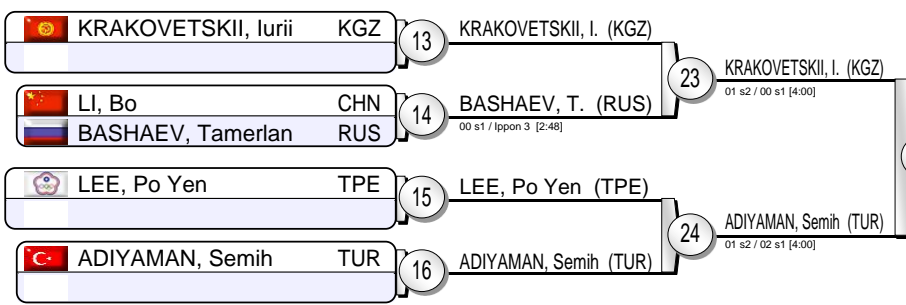 KRAKOVETSKII, Iurii KGZ
13
KRAKOVETSKII, I. (KGZ)
23
KRAKOVETSKII, I. (KGZ)
01 s2 / 00 s1 [4:00]
LI, Bo CHN
BASHAEV, Tamerlan RUS
14
BASHAEV, T. (RUS)
00 s1 / Ippon 3 [2:48]
LEE, Po Yen TPE
15
LEE, Po Yen (TPE)
24
ADIYAMAN, Semih (TUR)
01 s2 / 02 s1 [4:00]
ADIYAMAN, Semih TUR
16
ADIYAMAN, Semih (TUR)